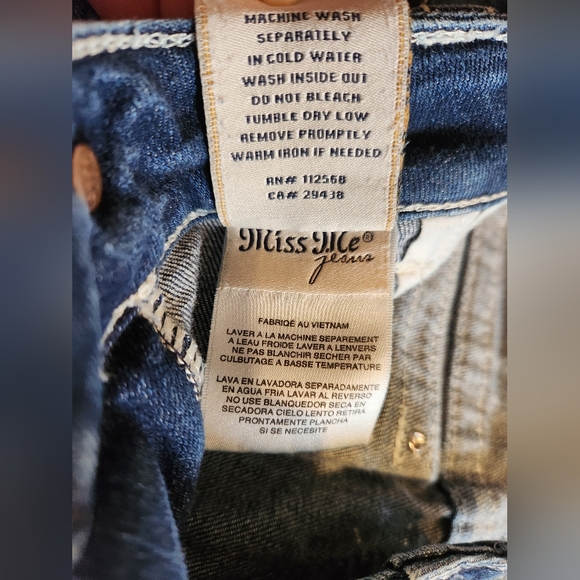 MACHINE WASH
SEPARATELY
IN COLD WATER
WASH INSIDE OUT
DO NOT BLEACH
TUMBLE DRY LOW
REMOVE PROMPTLY
WARM IRON IF NEEDED
RN# 112568
CA# 29438
Miss Me®
jeans
FABRIQE AU VIETNAM
LAVER A LA MACHINE SEPAREMENT
A LEAU FROIDE LAVER A LENVERS
NE PAS BLANCHIR SECHER PAR
CULBUTAGE A BASSE TEMPERATURE
LAVA EN LAVADORA SEPARADAMENTE
EN AGUA FRIA LAVAR AL REVERSO
NO USE BLANQUEDOR SECA EN
SECADORA CIELO LENTO RETIRA
PRONTAMENTE PLANCHA
SI SE NECESITE